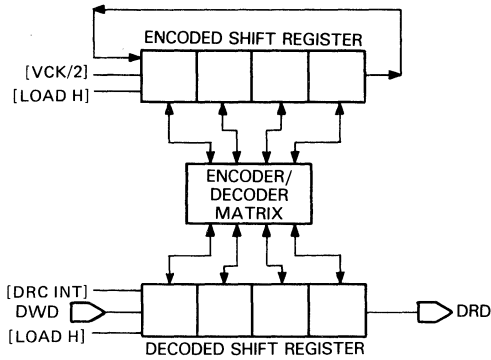 ENCODED SHIFT REGISTER
[VCK/2]
[LOAD H]
ENCODER/
DECODER
MATRIX
[DRC INT]
DWD
DRD
[LOAD H]
DECODED SHIFT REGISTER